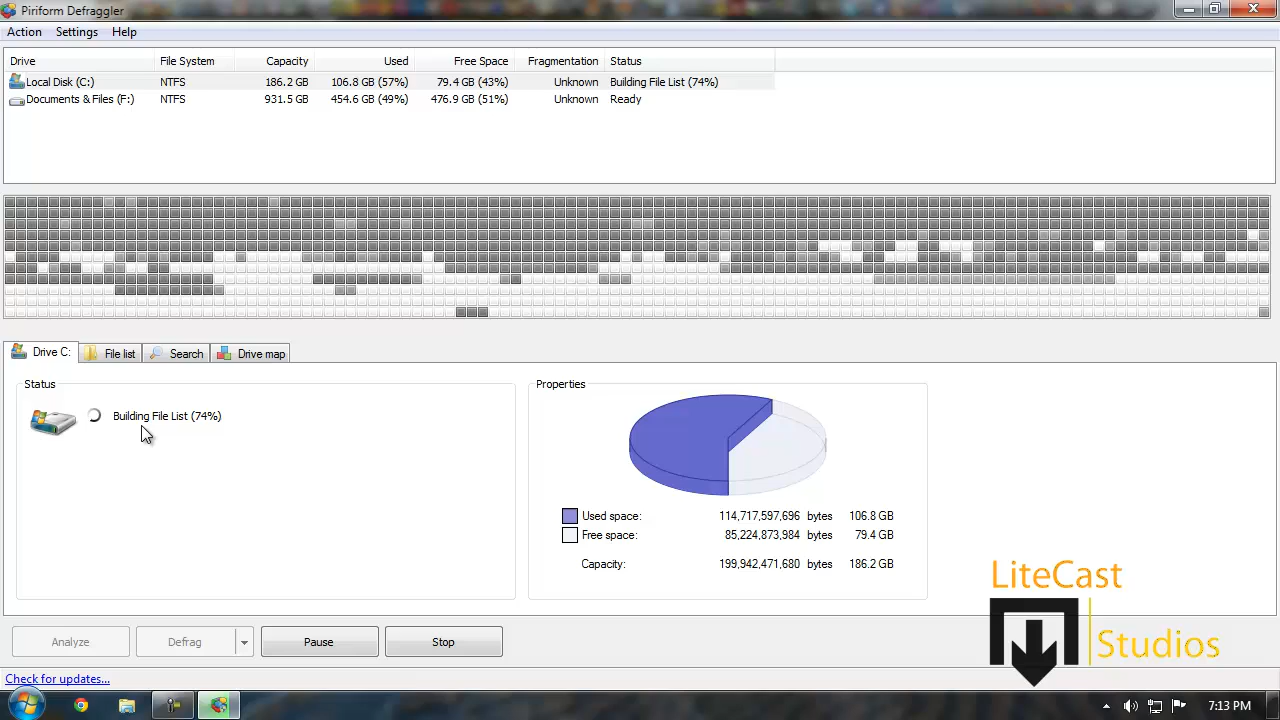 Piriform Defraggler
Action Settings Help
Drive File System Capacity Used Free Space Fragmentation Status
Local Disk (C:) NTFS 186.2 GB 106.8 GB (57%) 79.4 GB (43%) Unknown Building File List (74%)
Documents & Files (F:) NTFS 931.5 GB 454.6 GB (49%) 476.9 GB (51%) Unknown Ready
Drive C: File list Search Drive map
Status
Building File List (74%)
Properties
Used space: 114,717,597,696 bytes 106.8 GB
Free space: 85,224,873,984 bytes 79.4 GB
Capacity: 199,942,471,680 bytes 186.2 GB
LiteCast
Studios
Analyze Defrag Pause Stop
Check for updates...
7:13 PM